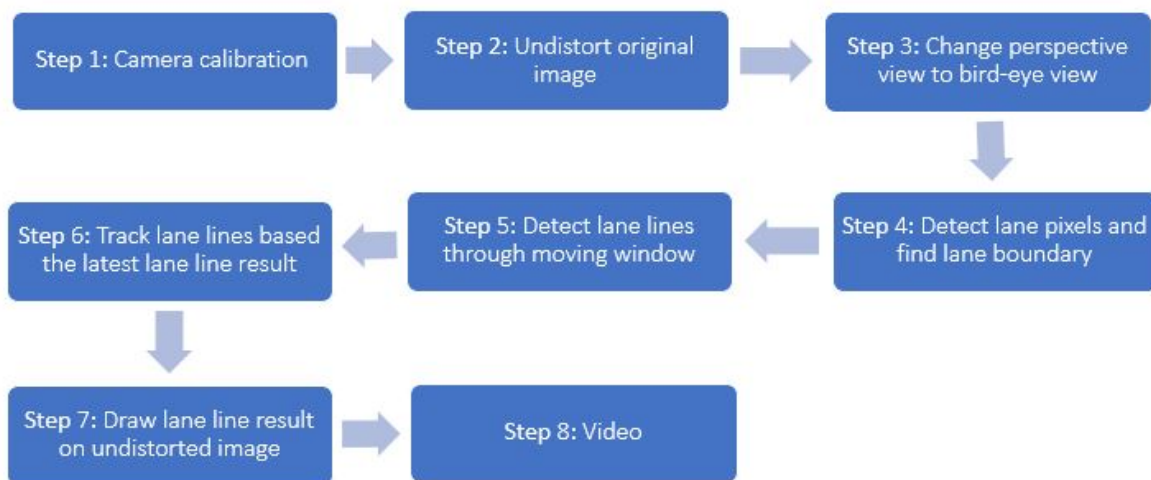 Step 1: Camera calibration
Step 2: Undistort original
image
Step 3: Change perspective
view to bird-eye view
Step 4: Detect lane pixels and
find lane boundary
Step 5: Detect lane lines
through moving window
Step 6: Track lane lines based
the latest lane line result
Step 7: Draw lane line result
on undistorted image
Step 8: Video